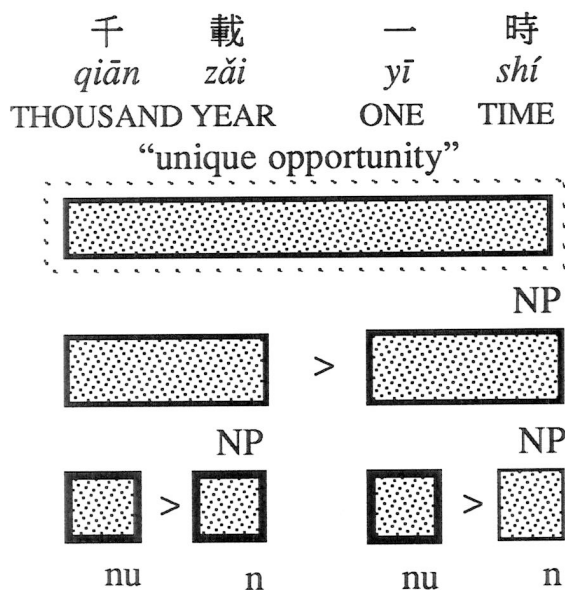 千 載 一 時
qiān zǎi yī shí
THOUSAND YEAR ONE TIME
“unique opportunity”
NP
>
NP NP
> >
nu n nu n